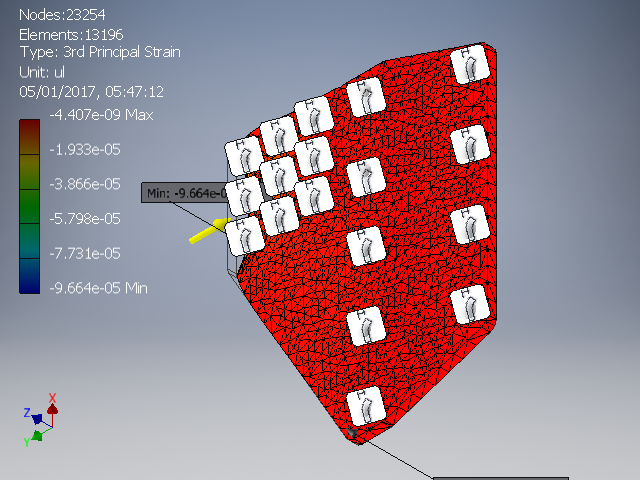 Nodes:23254
Elements:13196
Type: 3rd Principal Strain
Unit: ul
05/01/2017, 05:47:12
-4.407e-09 Max
-1.933e-05
-3.866e-05
-5.798e-05
-7.731e-05
-9.664e-05 Min
Min: -9.664e-0
X
Z
Y